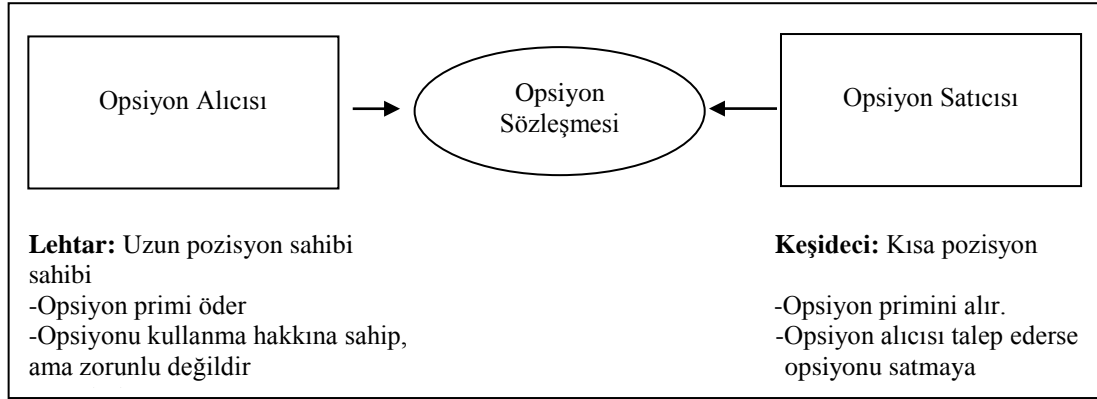 Opsiyon Alıcısı
Opsiyon
Sözleşmesi
Opsiyon Satıcısı
Lehtar: Uzun pozisyon sahibi
sahibi
-Opsiyon primi öder
-Opsiyonu kullanma hakkına sahip,
ama zorunlu değildir
Keşideci: Kısa pozisyon
-Opsiyon primini alır.
-Opsiyon alıcısı talep ederse
opsiyonu satmaya